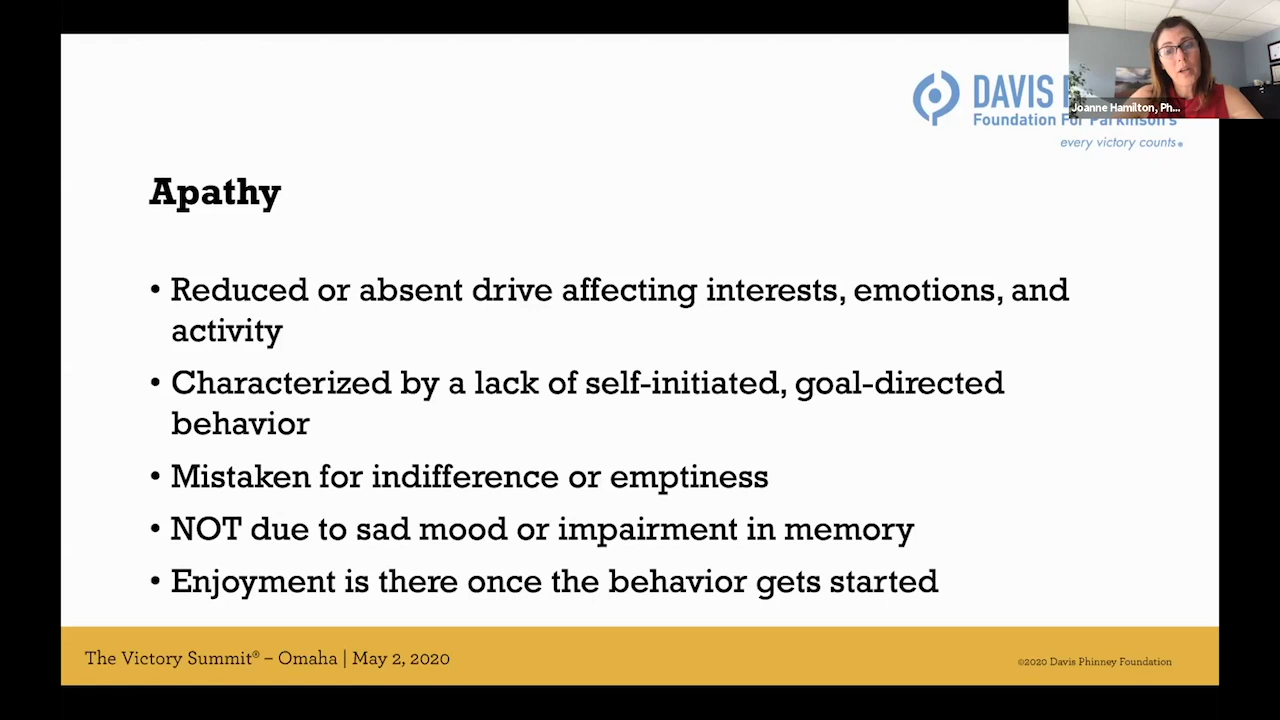 DAVIS
Joanne Hamilton, Ph...
Foundation For Parkinson's
every victory counts.
Apathy
• Reduced or absent drive affecting interests, emotions, and
activity
• Characterized by a lack of self-initiated, goal-directed
behavior
• Mistaken for indifference or emptiness
• NOT due to sad mood or impairment in memory
• Enjoyment is there once the behavior gets started
The Victory Summit® – Omaha | May 2, 2020
©2020 Davis Phinney Foundation